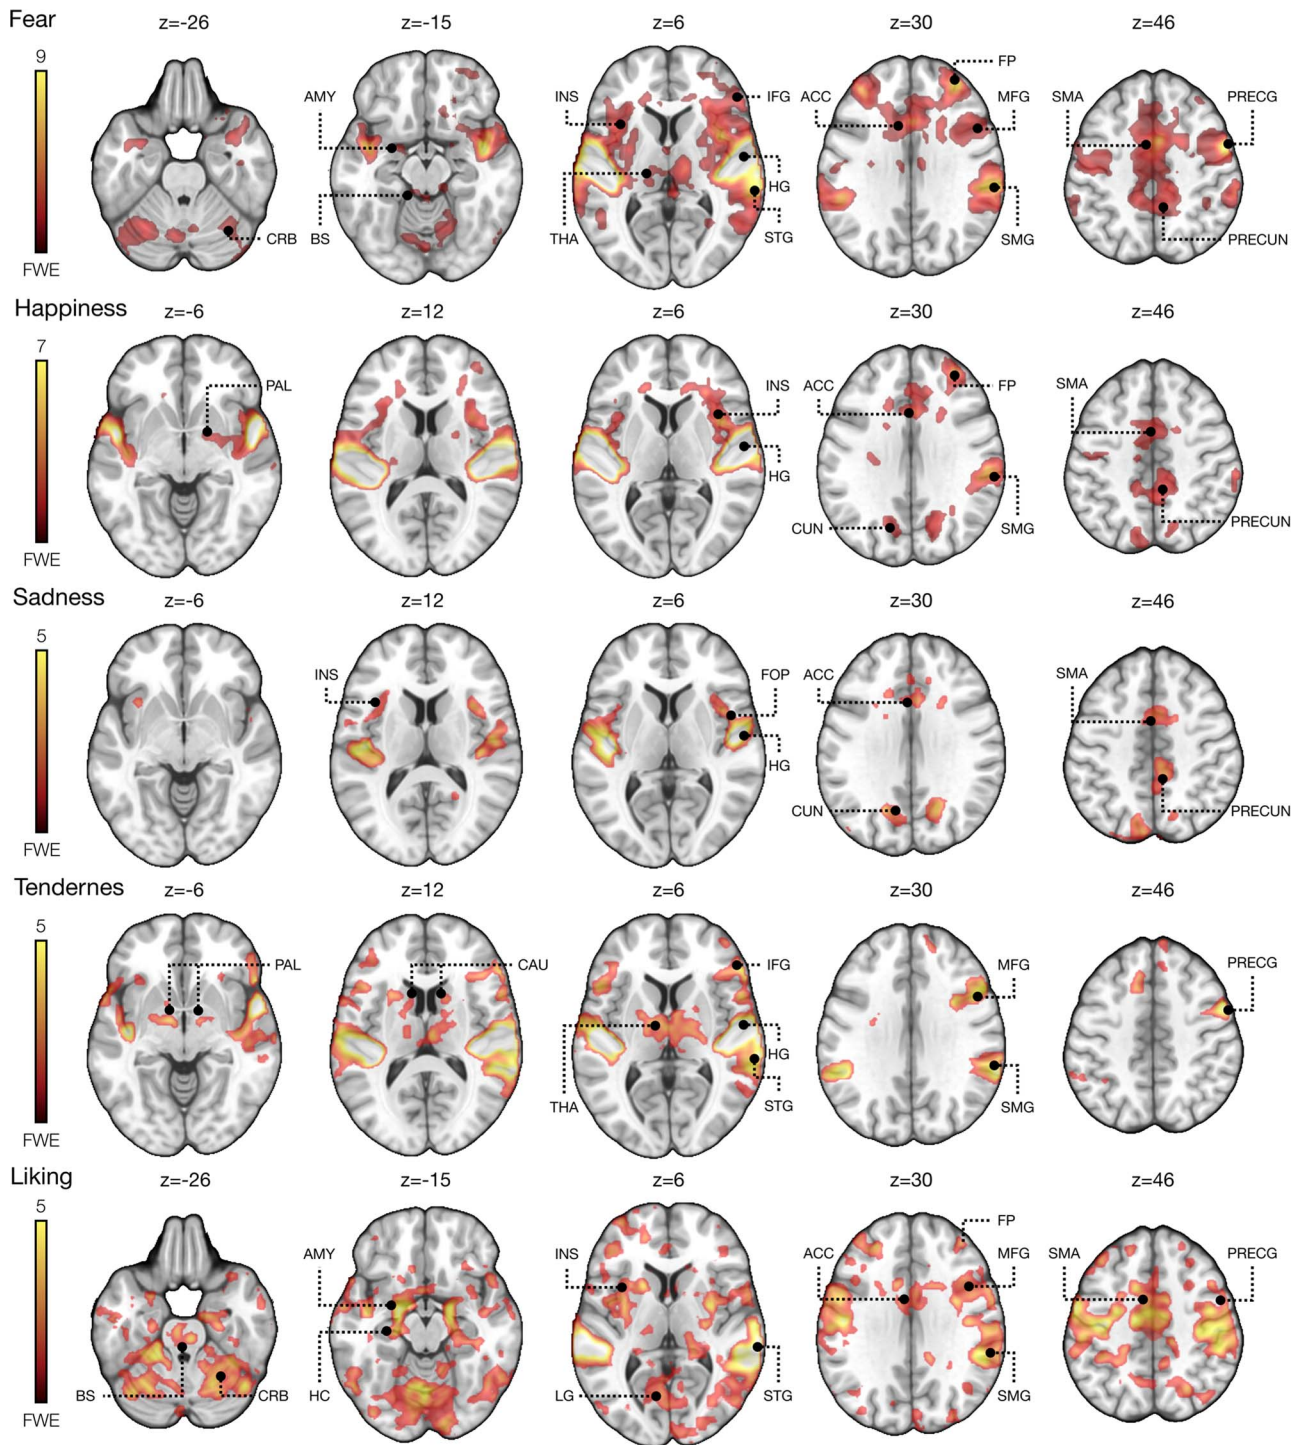 Fear
z=-26 z=-15 z=6 z=30 z=46
9
FP
AMY INS IFG ACC MFG SMA PRECG
HG
CRB BS THA STG SMG PRECUN
FWE
Happiness
z=-6 z=12 z=6 z=30 z=46
7
PAL INS ACC FP SMA
HG
CUN SMG PRECUN
FWE
Sadness
z=-6 z=12 z=6 z=30 z=46
5
INS FOP ACC SMA
HG
CUN PRECUN
FWE
Tendernes
z=-6 z=12 z=6 z=30 z=46
5
PAL CAU IFG MFG PRECG
HG
THA STG SMG
FWE
Liking
z=-26 z=-15 z=6 z=30 z=46
5
FP
AMY INS ACC MFG SMA PRECG
BS CRB HC LG STG SMG
FWE